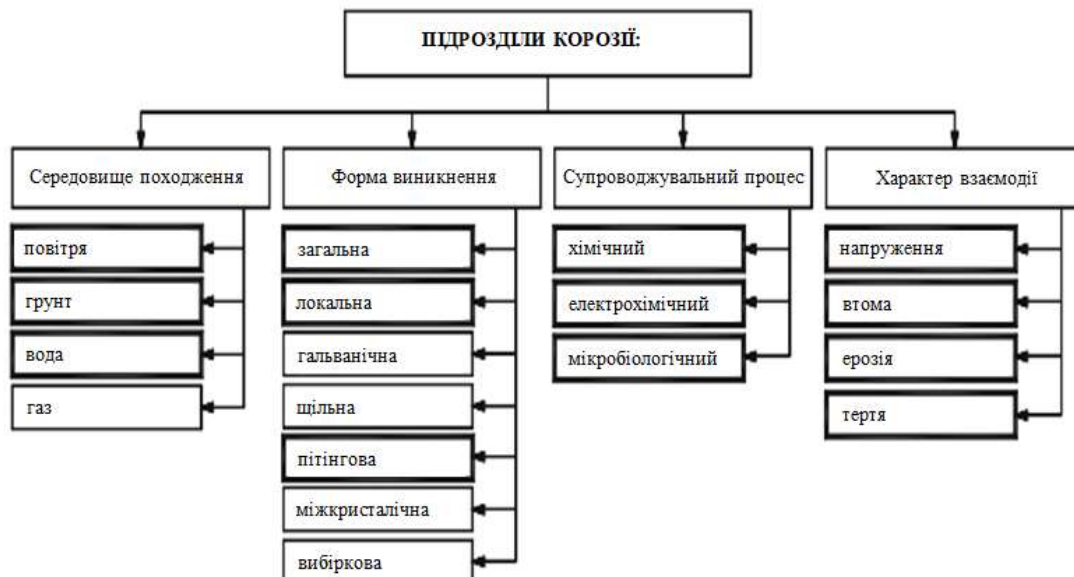 ПІДРОЗДІЛИ КОРОЗІЇ:
Середовище походження
повітря
грунт
вода
газ
Форма виникнення
загальна
локальна
гальванічна
щільна
пітінгова
міжкристалічна
вибіркова
Супроводжувальний процес
хімічний
електрохімічний
мікробіологічний
Характер взаємодії
напруження
втома
ерозія
тертя